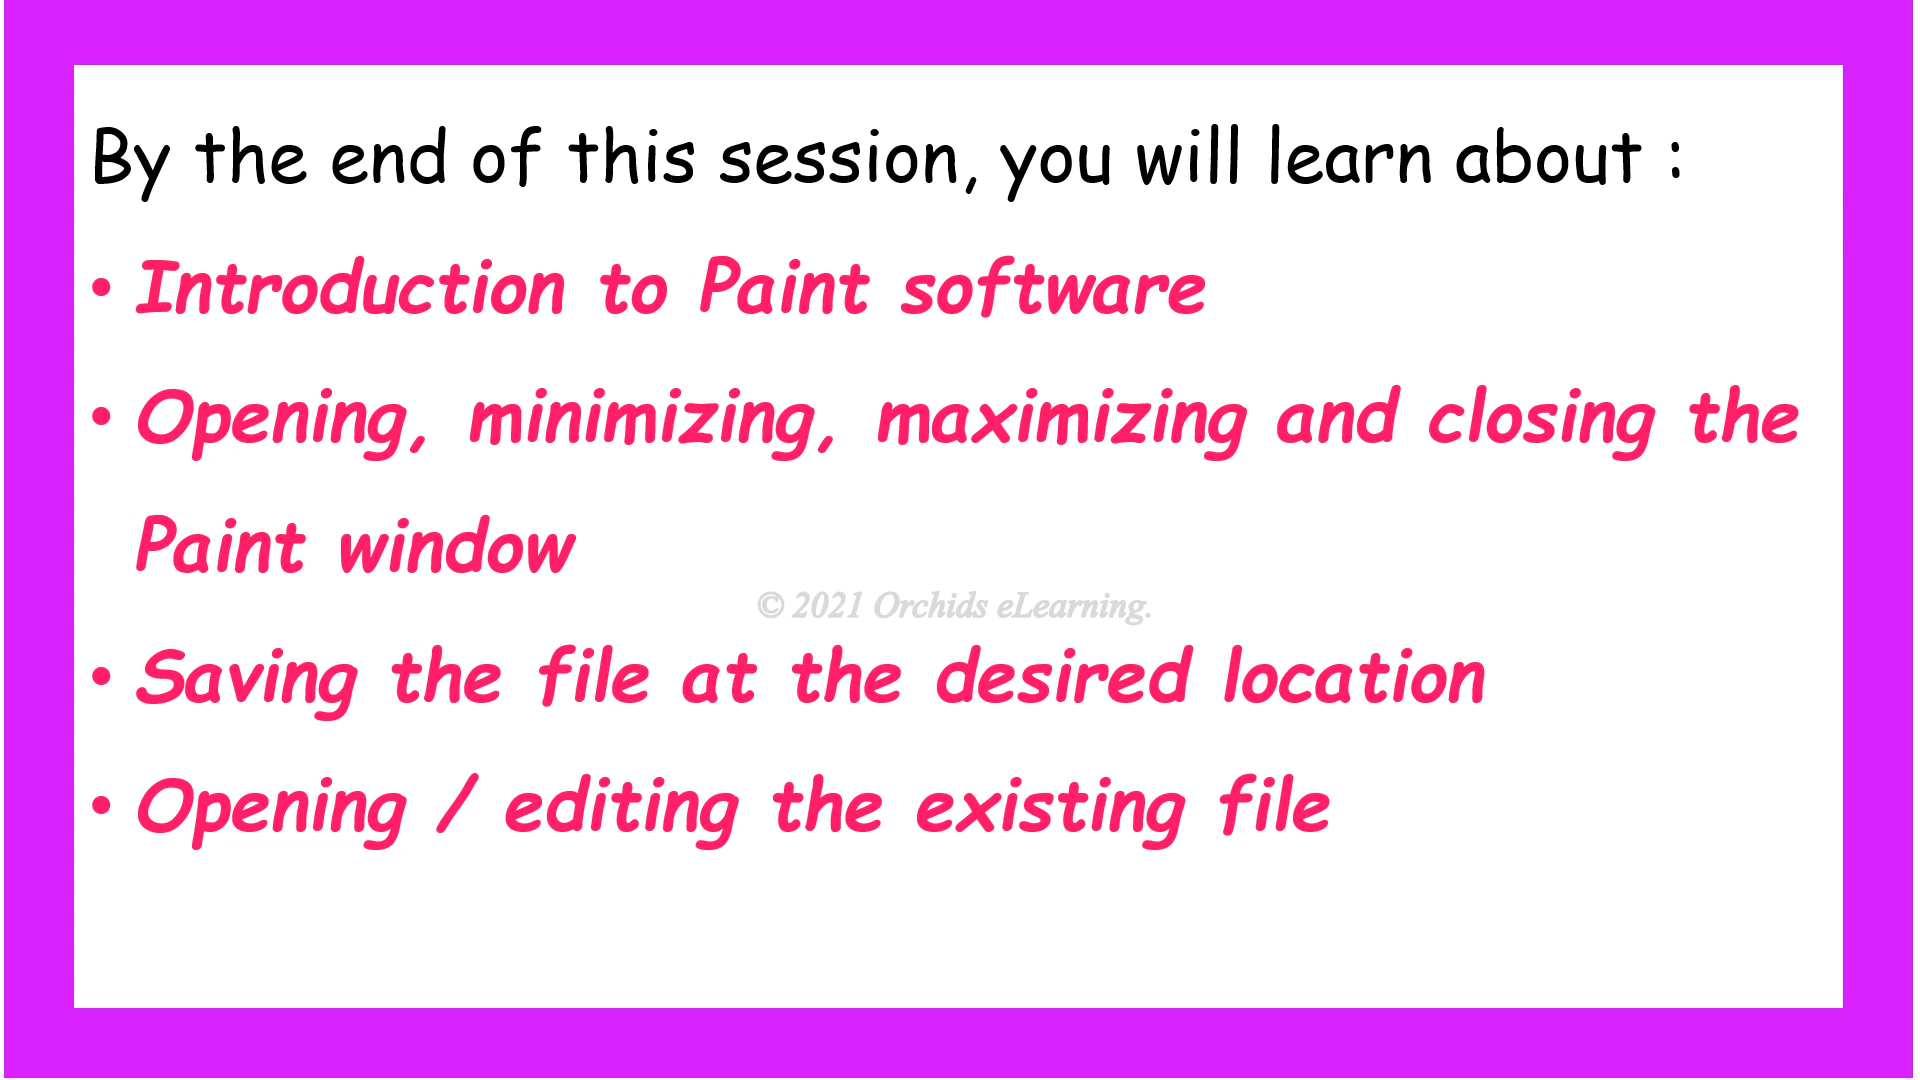 By the end of this session, you will learn about :
• Introduction to Paint software
• Opening, minimizing, maximizing and closing the
Paint window
© 2021 Orchids eLearning.
• Saving the file at the desired location
• Opening / editing the existing file